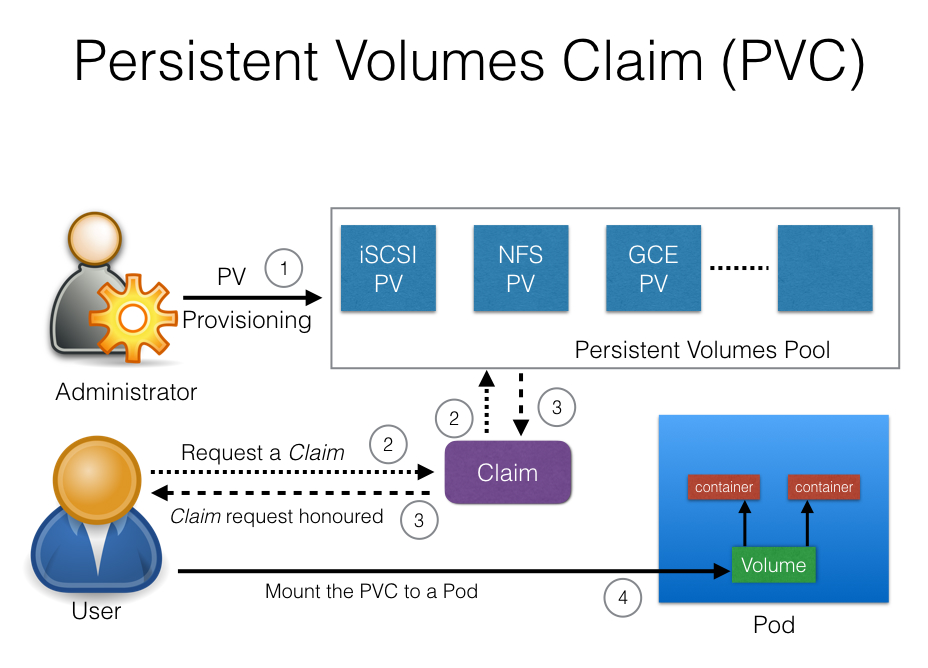 Persistent Volumes Claim (PVC)
iSCSI
PV
NFS
PV
GCE
PV
PV
1
Provisioning
Persistent Volumes Pool
Administrator
2
3
Request a Claim
2
Claim
Claim request honoured
3
container
container
Volume
Mount the PVC to a Pod
4
User
Pod